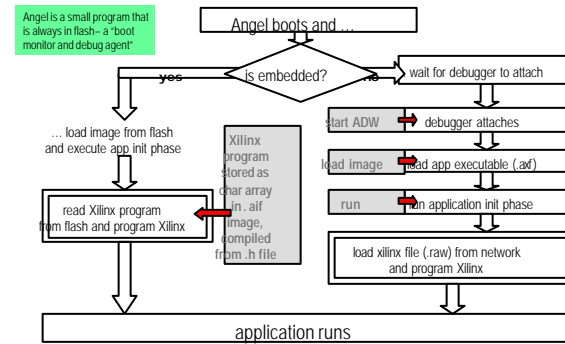 Angel is a small program that
is always in flash – a "boot
monitor and debug agent"
Angel boots and ...
is embedded?
yes
no
wait for debugger to attach
start ADW
debugger attaches
... load image from flash
and execute app init phase
Xilinx
program
stored as
char array
in .aif
image,
compiled
from .h file
load image
load app executable (.axf)
run
run application init phase
read Xilinx program
from flash and program Xilinx
load xilinx file (.raw) from network
and program Xilinx
application runs